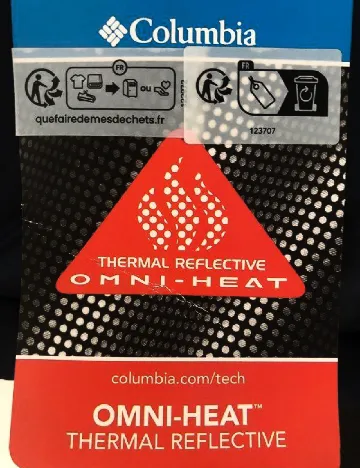 Columbia
FR
ou
quefairedemesdechets.fr
FR
123707
THERMAL REFLECTIVE
OMNI-HEAT
columbia.com/tech
OMNI-HEAT™
THERMAL REFLECTIVE